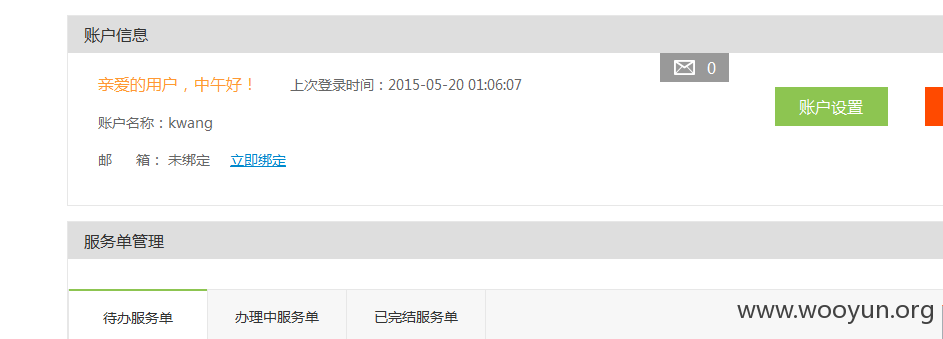 账户信息
亲爱的用户，中午好！ 上次登录时间：2015-05-20 01:06:07
0
账户设置
账户名称：kwang
邮 箱： 未绑定 立即绑定
服务单管理
待办服务单 办理中服务单 已完结服务单
www.wooyun.org